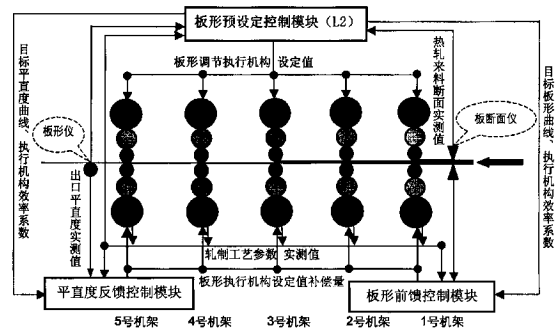 板形预设定控制模块（L2）
板形调节执行机构 设定值
目标平直度曲线、执行机构效率系数
热轧来料断面实测值
目标板形曲线、执行机构效率系数
板形仪
板断面仪
出口平直度实测值
轧制工艺参数 实测值
平直度反馈控制模块
板形执行机构设定值补偿量
板形前馈控制模块
5号机架
4号机架
3号机架
2号机架
1号机架